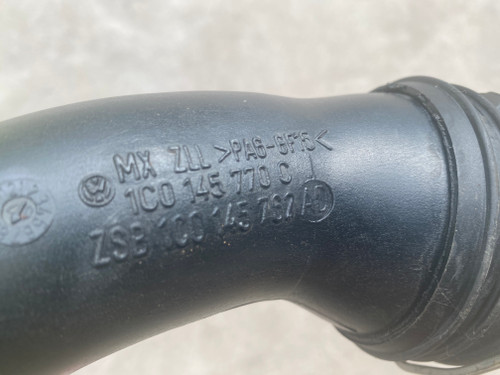 MX ZLL >PA6-GF15<
1C0 145 770 C
ZSB 1C0 145 762 AD